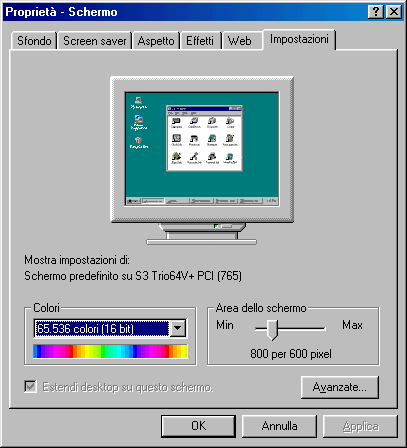 Proprietà - Schermo
Sfondo Screen saver Aspetto Effetti Web Impostazioni
Mostra impostazioni di:
Schermo predefinito su S3 Trio64V+ PCI (765)
Colori
65.536 colori (16 bit)
Area dello schermo
Min Max
800 per 600 pixel
Estendi desktop su questo schermo.
Avanzate...
OK Annulla Applica